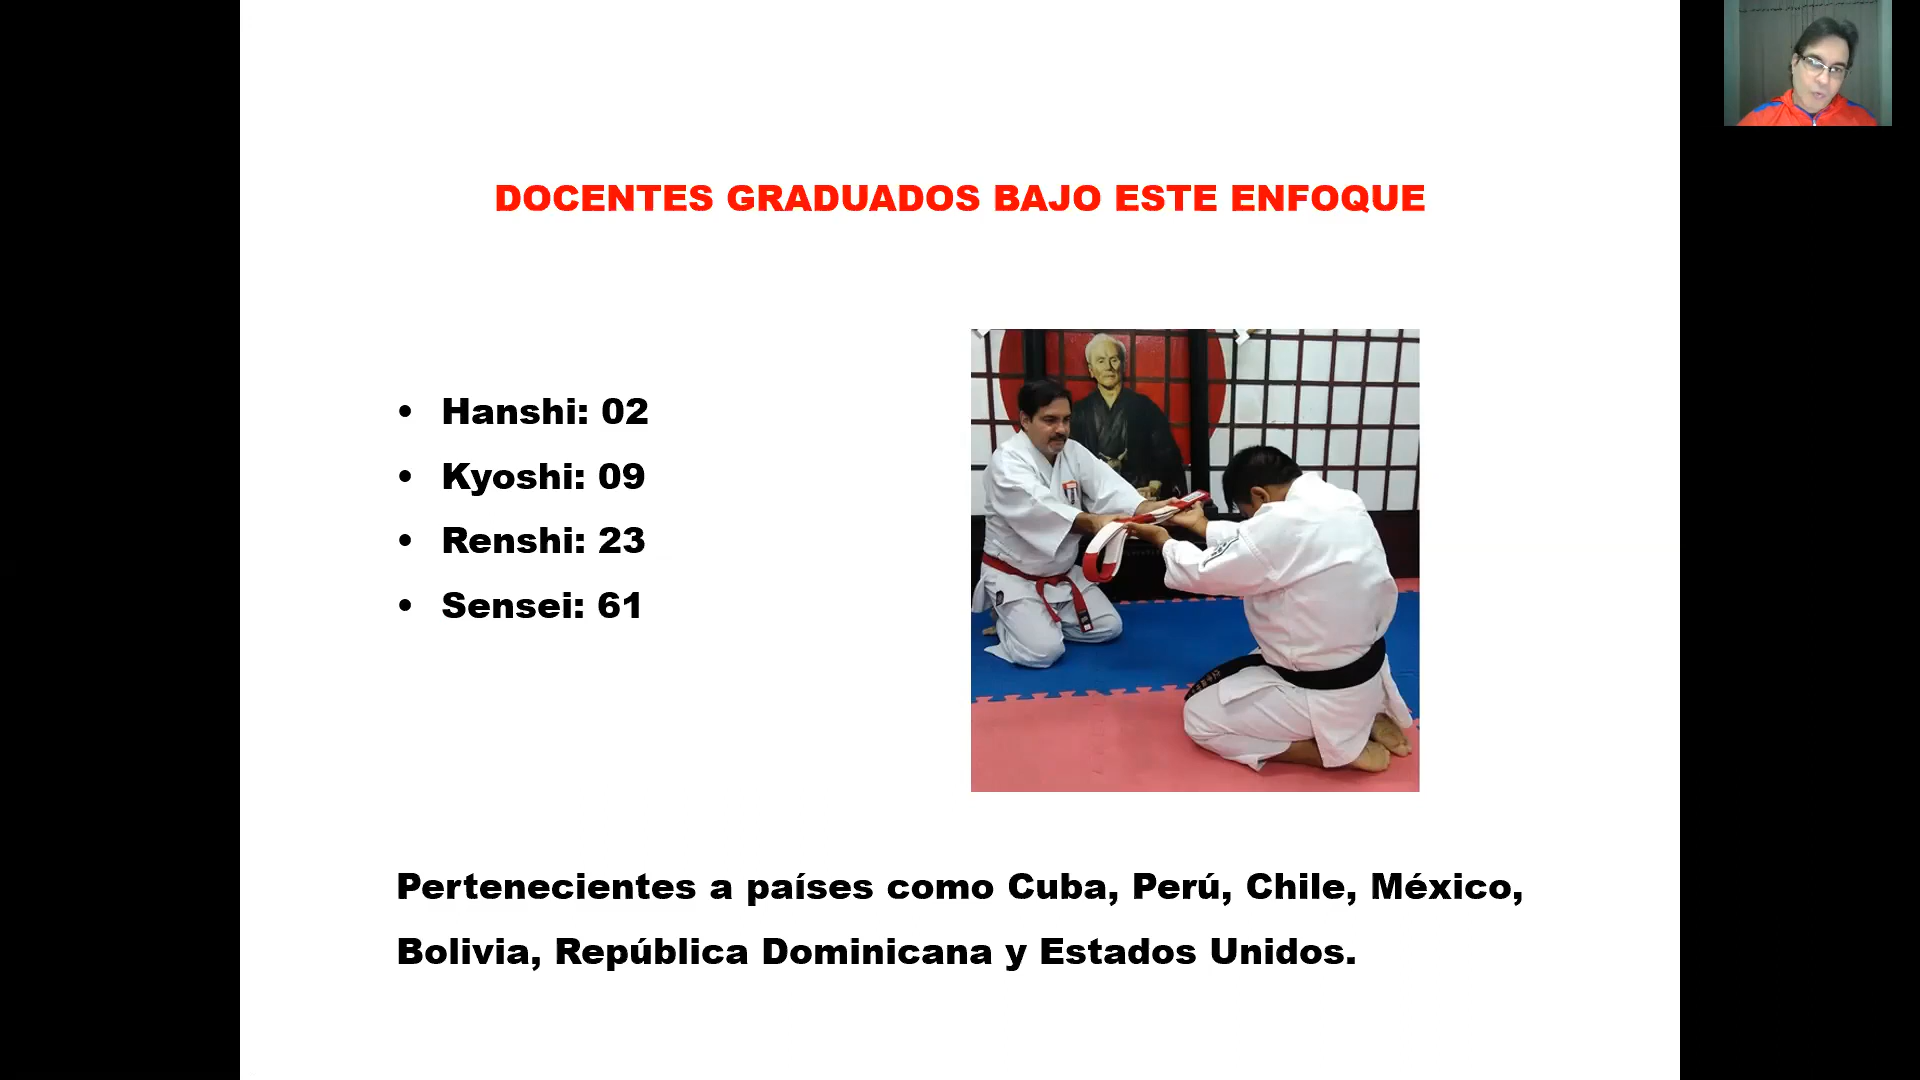 DOCENTES GRADUADOS BAJO ESTE ENFOQUE
• Hanshi: 02
• Kyoshi: 09
• Renshi: 23
• Sensei: 61
Pertenecientes a países como Cuba, Perú, Chile, México,
Bolivia, República Dominicana y Estados Unidos.